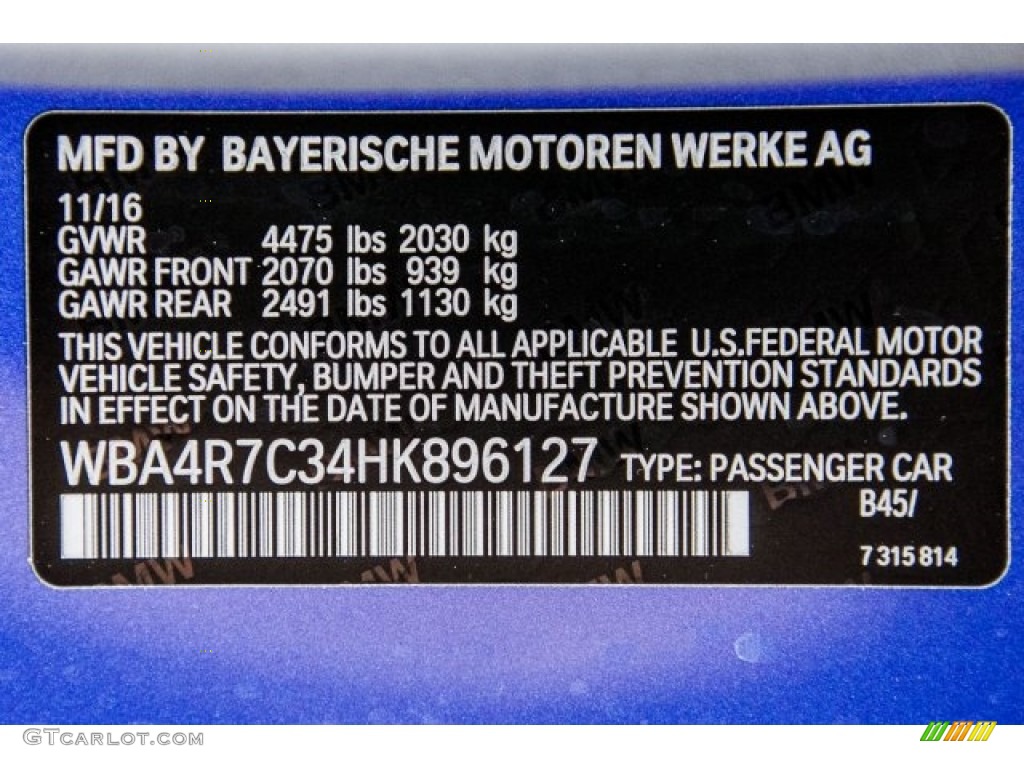 MFD BY BAYERISCHE MOTOREN WERKE AG
11/16
GVWR 4475 lbs 2030 kg
GAWR FRONT 2070 lbs 939 kg
GAWR REAR 2491 lbs 1130 kg
THIS VEHICLE CONFORMS TO ALL APPLICABLE U.S.FEDERAL MOTOR
VEHICLE SAFETY, BUMPER AND THEFT PREVENTION STANDARDS
IN EFFECT ON THE DATE OF MANUFACTURE SHOWN ABOVE.
WBA4R7C34HK896127 TYPE: PASSENGER CAR
B45/
7 315 814
BMW BMW BMW
GTCARLOT.COM